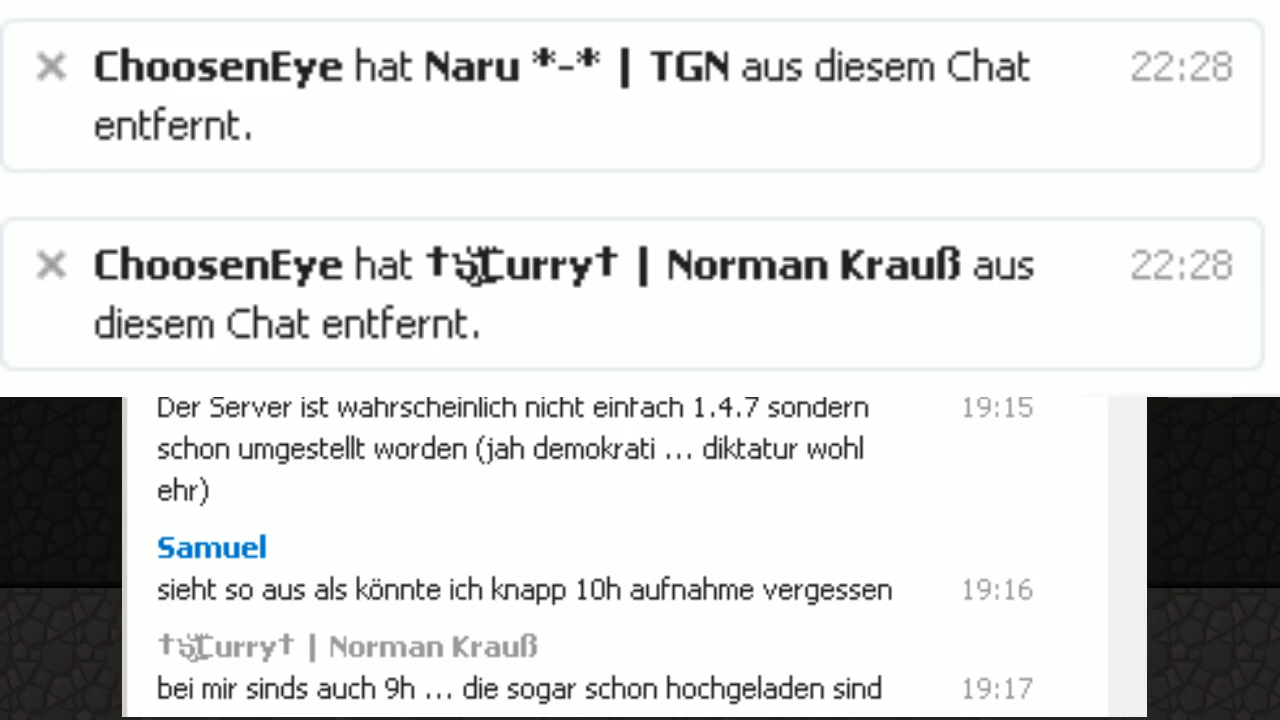 ChoosenEye hat Naru *-* | TGN aus diesem Chat 22:28
entfernt.
ChoosenEye hat | Norman Krauß aus 22:28
diesem Chat entfernt.
Der Server ist wahrscheinlich nicht einfach 1.4.7 sondern 19:15
schon umgestellt worden (jah demokrati ... diktatur wohl
ehr)
Samuel
sieht so aus als könnte ich knapp 10h aufnahme vergessen 19:16
| Norman Krauß
bei mir sinds auch 9h ... die sogar schon hochgeladen sind 19:17